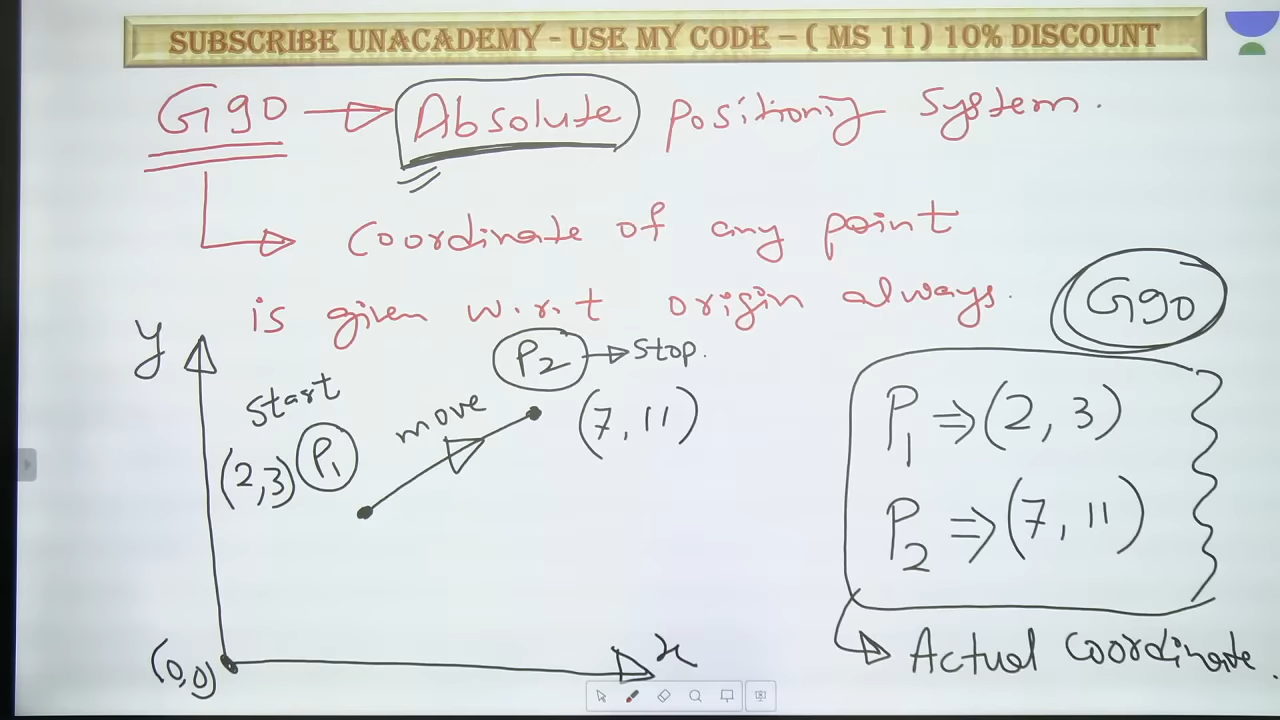 SUBSCRIBE UNACADEMY - USE MY CODE – ( MS 11) 10% DISCOUNT
G90 → Absolute positioning System.
Coordinate of any point
is given w.r.t origin always.
G90
y
P2 → Stop.
Start
move
(7, 11)
(2,3) P1
P1 ⇒ (2, 3)
P2 ⇒ (7, 11)
(0,0)
x
Actual Coordinate.